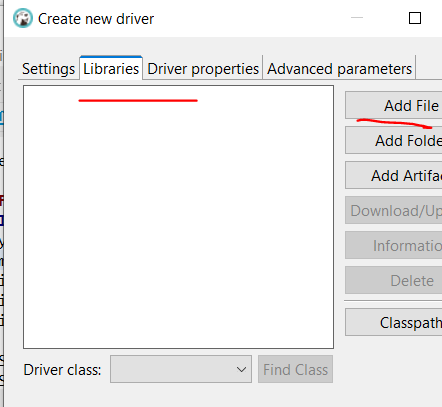 Create new driver
Settings Libraries Driver properties Advanced parameters
Add File
Add Folde
Add Artifac
Download/Up
Informatio
Delete
Classpath
Driver class: Find Class